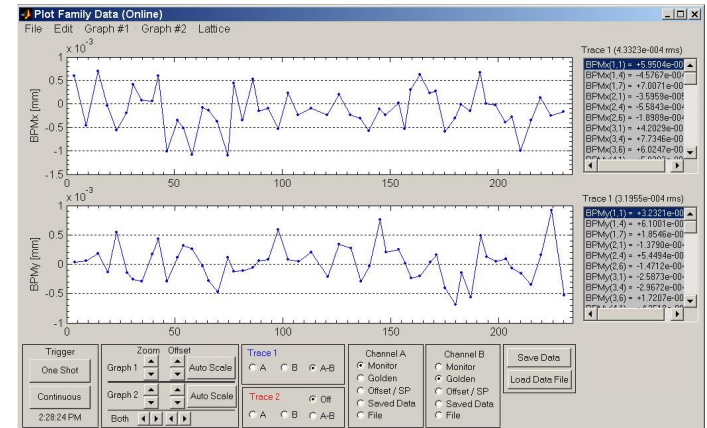 Plot Family Data (Online)
File Edit Graph #1 Graph #2 Lattice
x 10^-3
1
0.5
0
-0.5
-1
-1.5
BPMx [mm]
0 50 100 150 200
Trace 1 (4.3323e-004 rms)
BPMx(1,1) = +5.9504e-00
BPMx(1,4) = -4.5767e-004
BPMx(1,7) = +7.0071e-00
BPMx(2,1) = -3.5959e-005
BPMx(2,4) = -5.5843e-004
BPMx(2,6) = -1.8989e-004
BPMx(3,1) = +4.2029e-00
BPMx(3,4) = +7.7346e-00
BPMx(3,6) = +6.0247e-00
x 10^-3
1
0.5
0
-0.5
-1
BPMy [mm]
0 50 100 150 200
Trace 1 (3.1955e-004 rms)
BPMy(1,1) = +3.2321e-00
BPMy(1,4) = +6.1001e-00
BPMy(1,7) = +1.8546e-00
BPMy(2,1) = -1.3790e-00
BPMy(2,4) = +5.4494e-00
BPMy(2,6) = -1.4712e-00
BPMy(3,1) = -2.5873e-00
BPMy(3,4) = -2.9672e-00
BPMy(3,6) = +1.7207e-00
Trigger
One Shot
Continuous
2:28:24 PM
Zoom Offset
Graph 1 Auto Scale
Graph 2 Auto Scale
Both
Trace 1
A B A-B
Trace 2 Off
A B A-B
Channel A
Monitor
Golden
Offset / SP
Saved Data
File
Channel B
Monitor
Golden
Offset / SP
Saved Data
File
Save Data
Load Data File